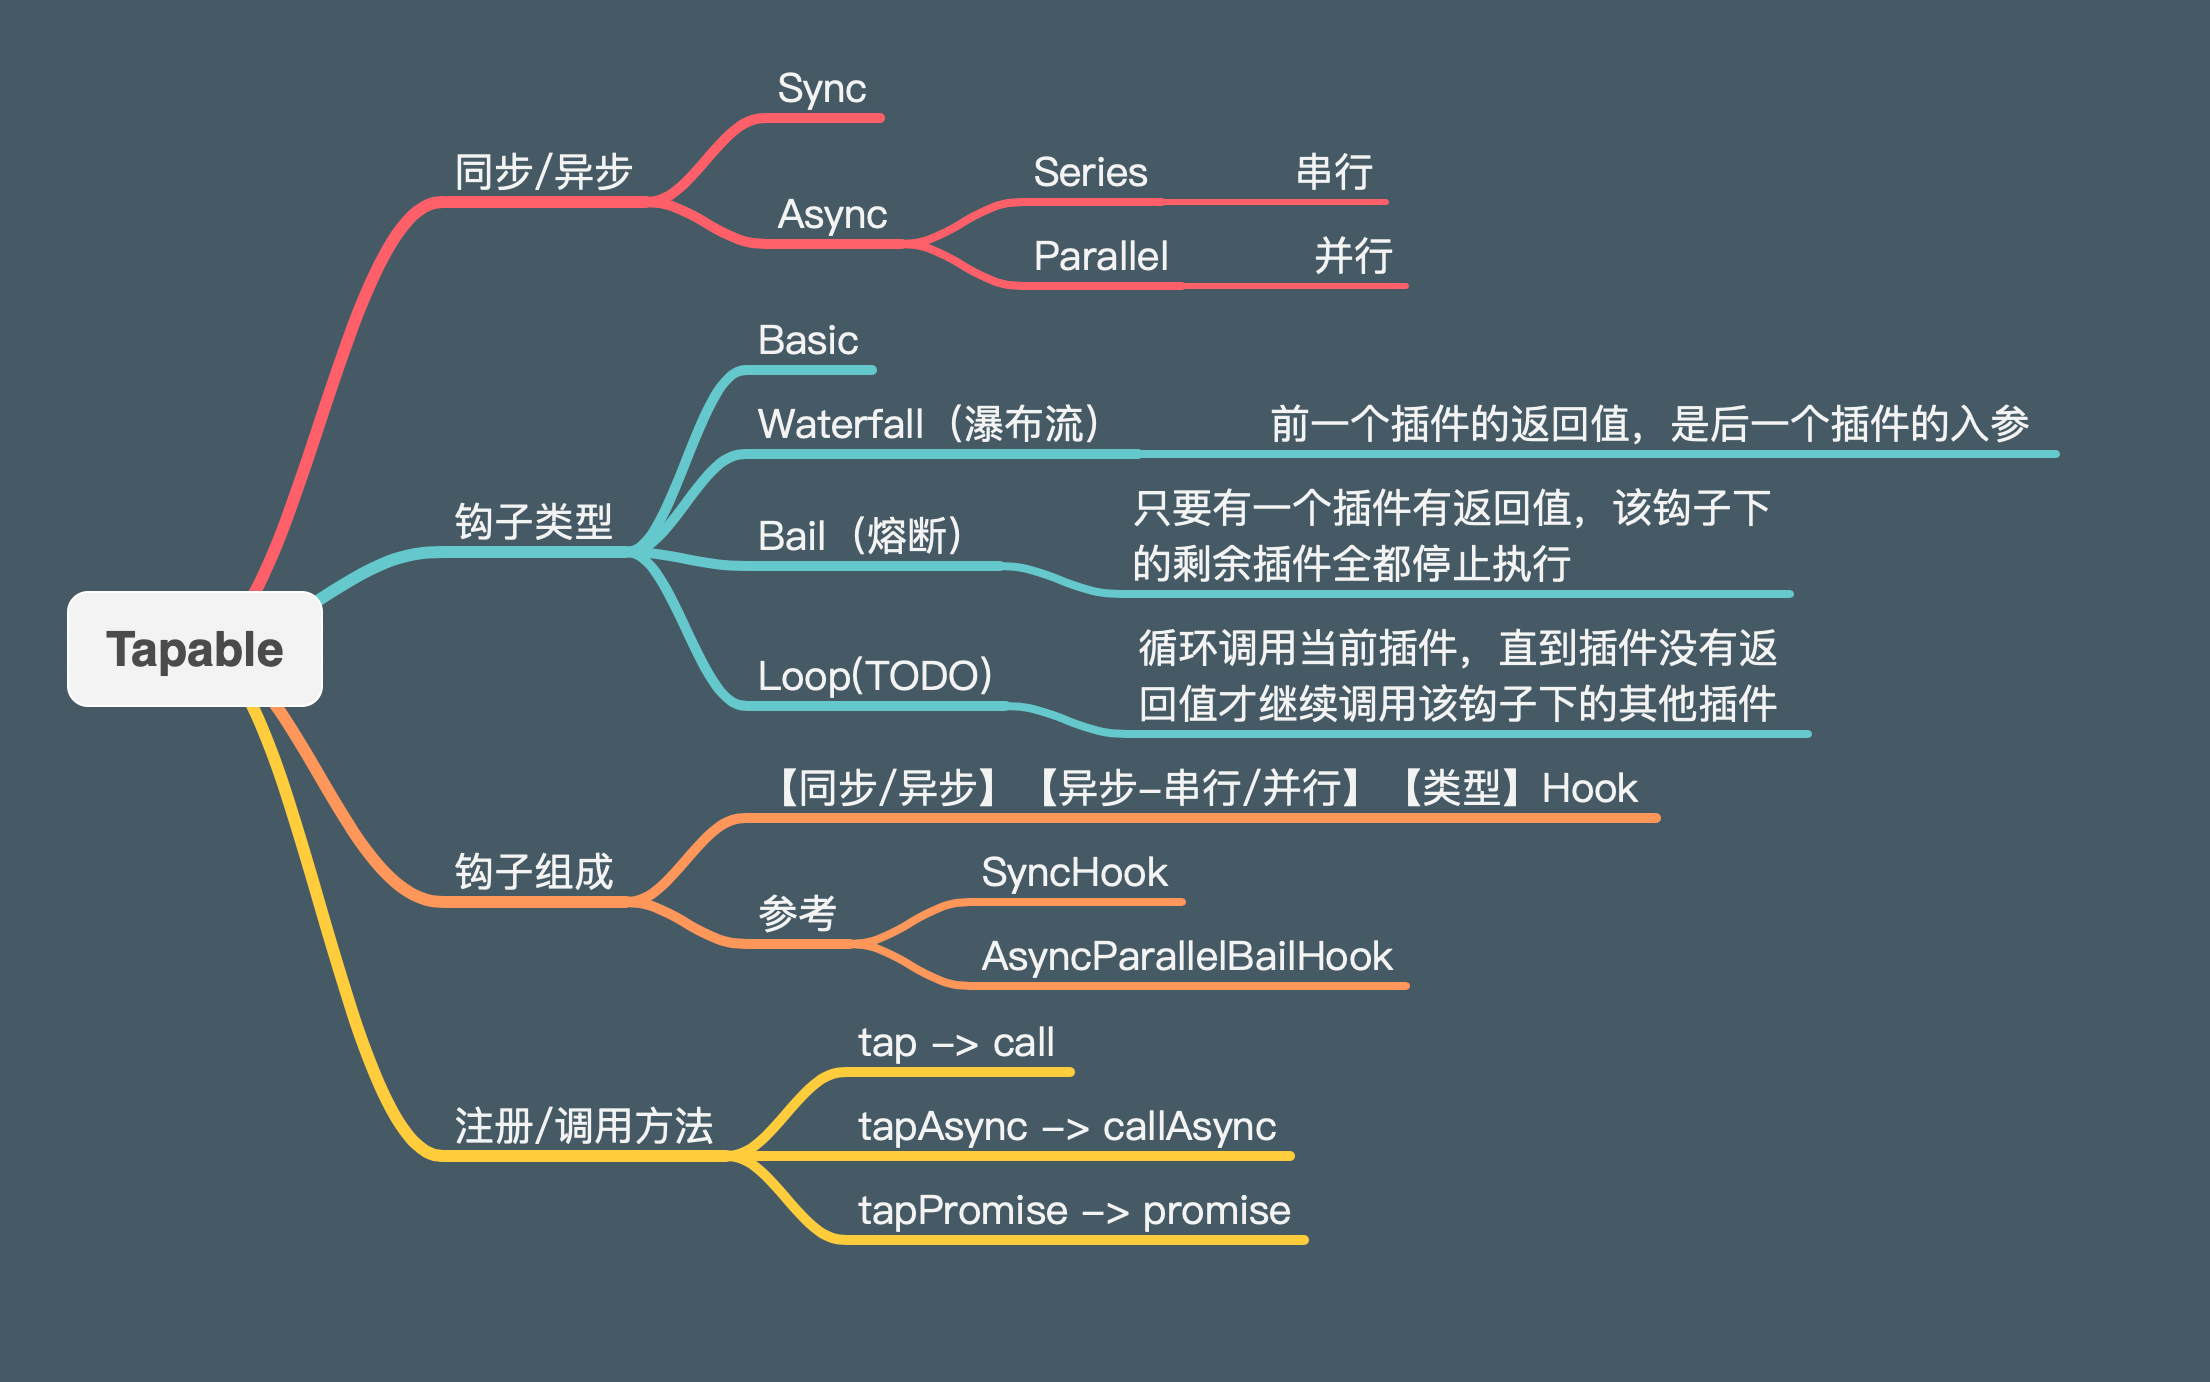 Tapable
同步/异步
Sync
Async
Series
串行
Parallel
并行
钩子类型
Basic
Waterfall（瀑布流）
前一个插件的返回值，是后一个插件的入参
Bail（熔断）
只要有一个插件有返回值，该钩子下
的剩余插件全都停止执行
Loop(TODO)
循环调用当前插件，直到插件没有返
回值才继续调用该钩子下的其他插件
钩子组成
【同步/异步】【异步-串行/并行】【类型】Hook
参考
SyncHook
AsyncParallelBailHook
注册/调用方法
tap -> call
tapAsync -> callAsync
tapPromise -> promise